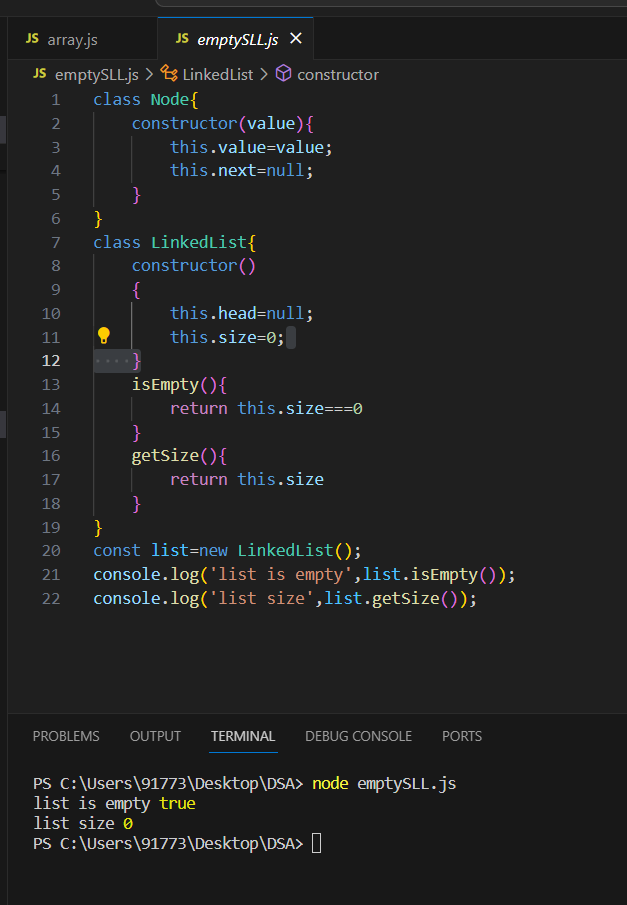 JS array.js JS emptySLL.js ×
JS emptySLL.js > LinkedList > constructor
1 class Node{
2     constructor(value){
3         this.value=value;
4         this.next=null;
5     }
6 }
7 class LinkedList{
8     constructor()
9     {
10         this.head=null;
11         this.size=0;
12 ····}
13     isEmpty(){
14         return this.size===0
15     }
16     getSize(){
17         return this.size
18     }
19 }
20 const list=new LinkedList();
21 console.log('list is empty',list.isEmpty());
22 console.log('list size',list.getSize());
PROBLEMS OUTPUT TERMINAL DEBUG CONSOLE PORTS
PS C:\Users\91773\Desktop\DSA> node emptySLL.js
list is empty true
list size 0
PS C:\Users\91773\Desktop\DSA>